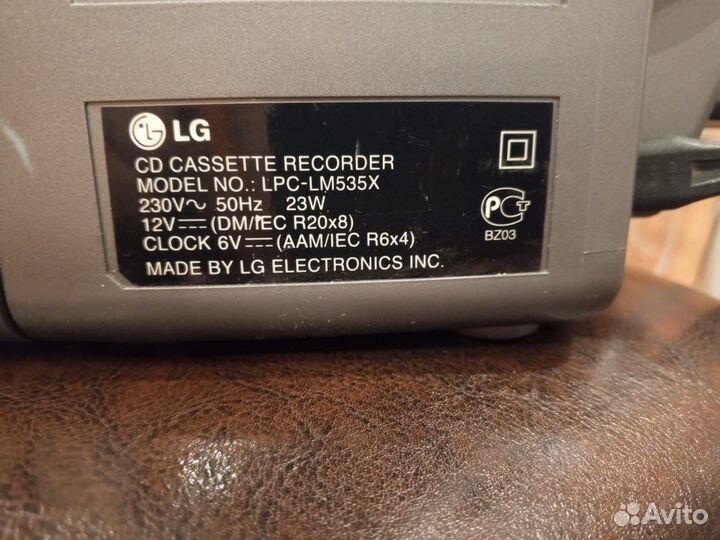 LG
CD CASSETTE RECORDER
MODEL NO.: LPC-LM535X
230V~ 50Hz 23W
12V⎓(DM/IEC R20x8)
CLOCK 6V⎓(AAM/IEC R6x4)
MADE BY LG ELECTRONICS INC.
РСТ
BZ03
Avito